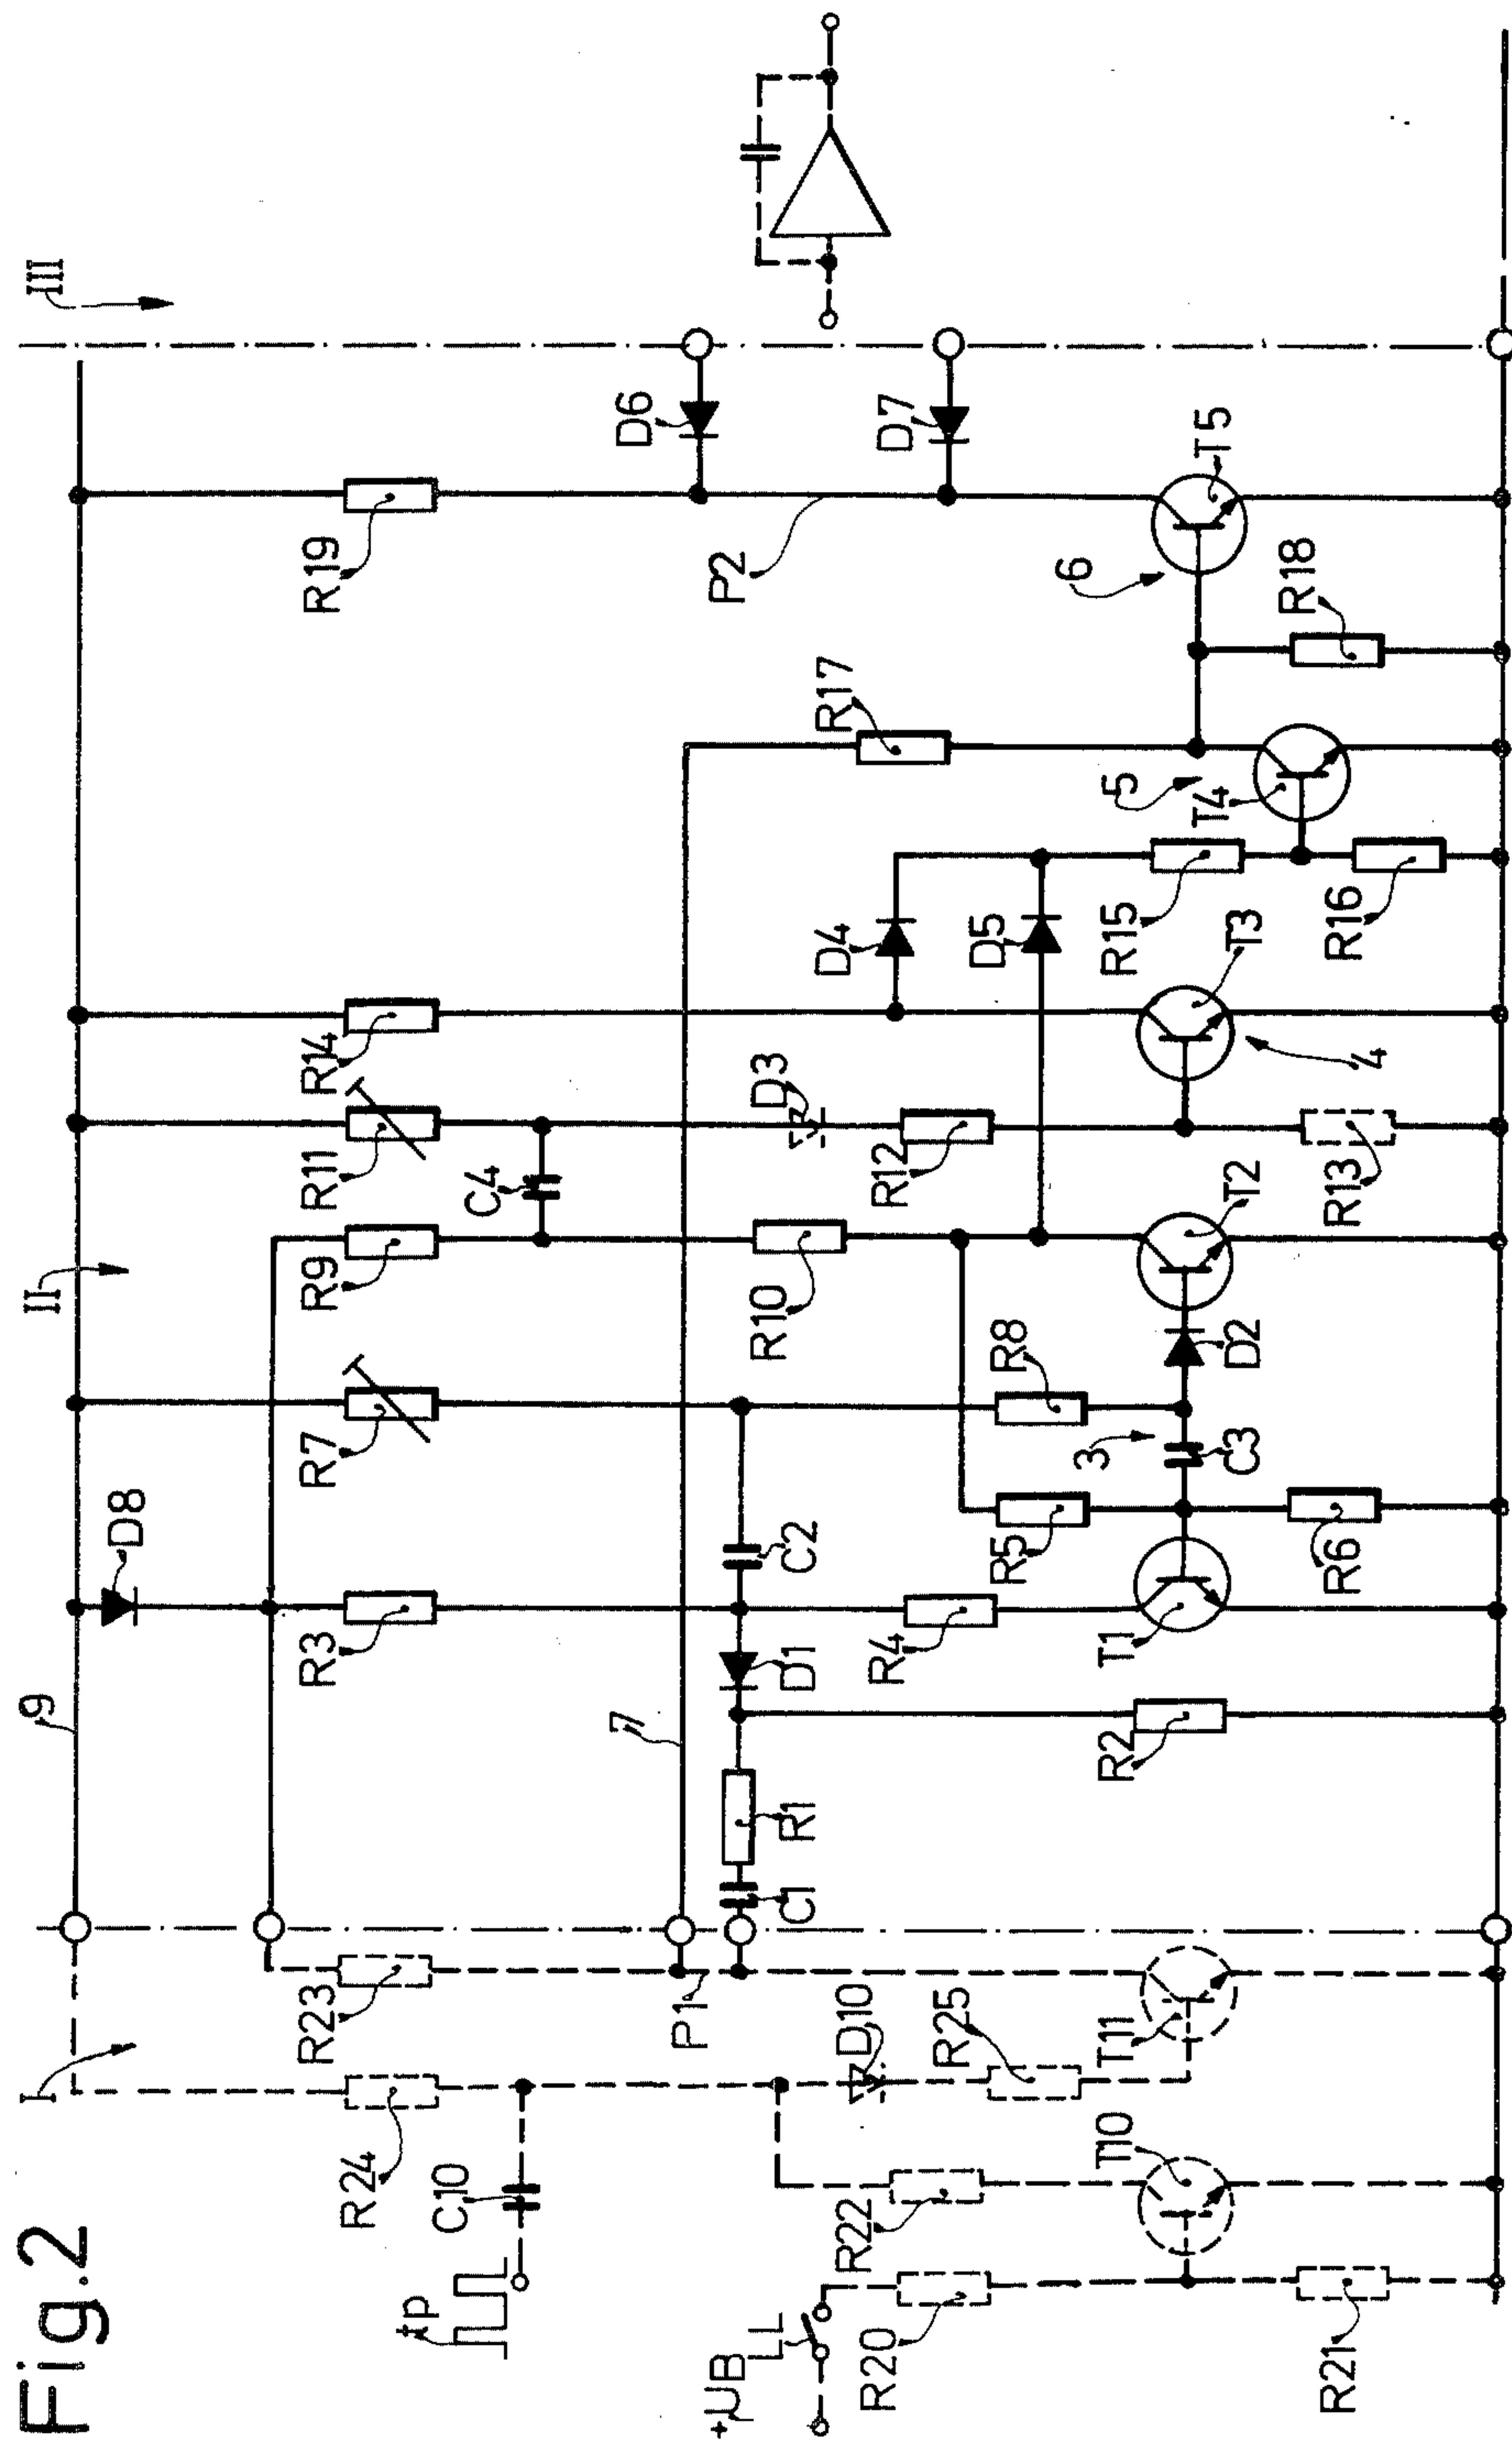 Fig.2
I
II
III
9
D8
R24
R23
R3
R7
R9
R11
R14
R19
tp
C10
C4
7
P1
C1
R1
D1
C2
R10
D3
D4
R17
P2
D6
+UB
LL
R20
R22
D10
R25
R4
R5
R8
R12
D5
D7
T10
T11
R2
T1
3
C3
D2
T2
T3
R15
5
T4
6
T5
R21
R6
R13
4
R16
R18